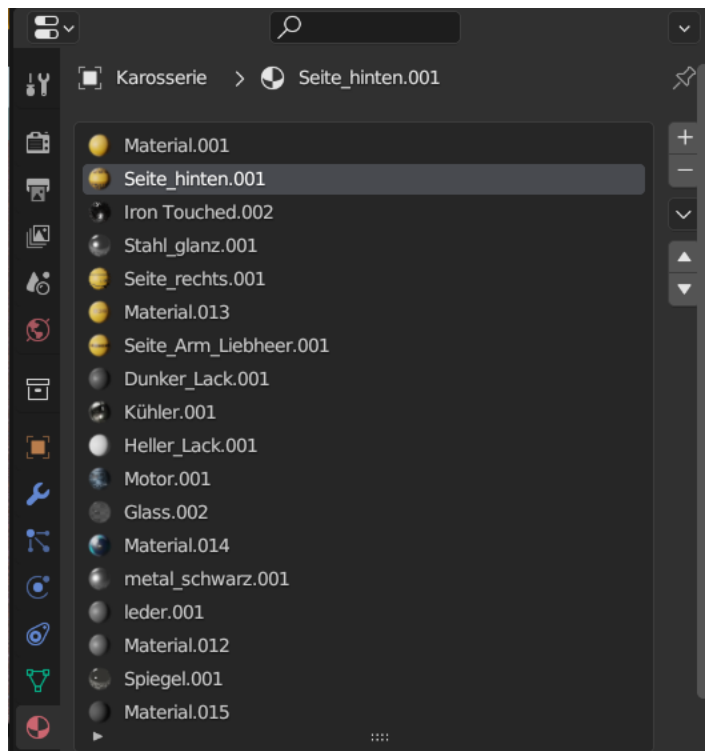 Karosserie > Seite_hinten.001
Material.001
Seite_hinten.001
Iron Touched.002
Stahl_glanz.001
Seite_rechts.001
Material.013
Seite_Arm_Liebheer.001
Dunker_Lack.001
Kühler.001
Heller_Lack.001
Motor.001
Glass.002
Material.014
metal_schwarz.001
leder.001
Material.012
Spiegel.001
Material.015